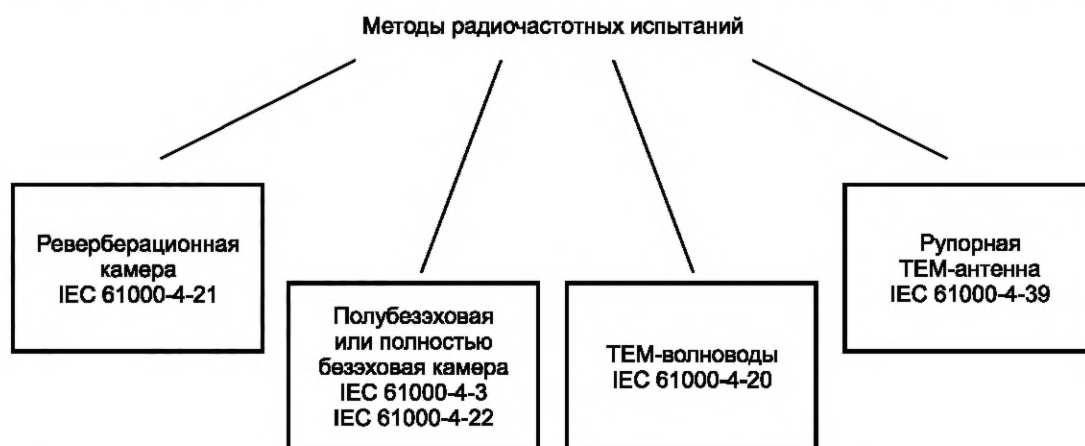 Методы радиочастотных испытаний
Реверберационная
камера
IEC 61000-4-21
Полубезэховая
или полностью
безэховая камера
IEC 61000-4-3
IEC 61000-4-22
ТЕМ-волноводы
IEC 61000-4-20
Рупорная
ТЕМ-антенна
IEC 61000-4-39